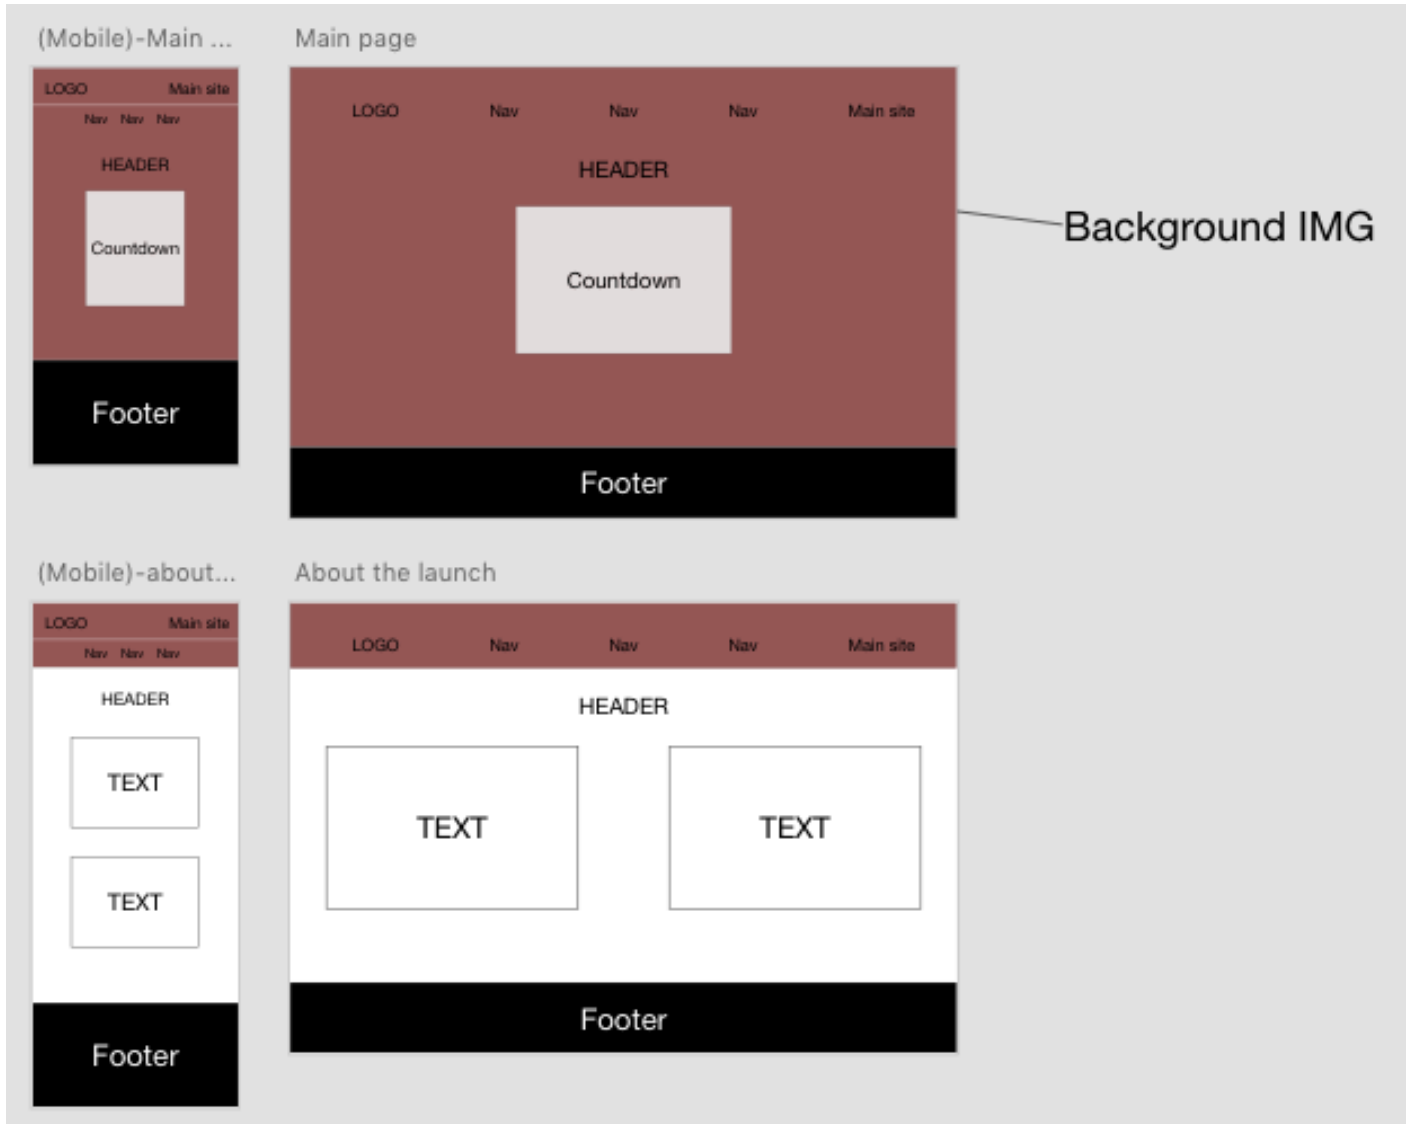 (Mobile)-Main ...
LOGO Main site
Nav Nav Nav
HEADER
Countdown
Footer
Main page
LOGO Nav Nav Nav Main site
HEADER
Countdown
Footer
Background IMG
(Mobile)-about...
LOGO Main site
Nav Nav Nav
HEADER
TEXT
TEXT
Footer
About the launch
LOGO Nav Nav Nav Main site
HEADER
TEXT TEXT
Footer